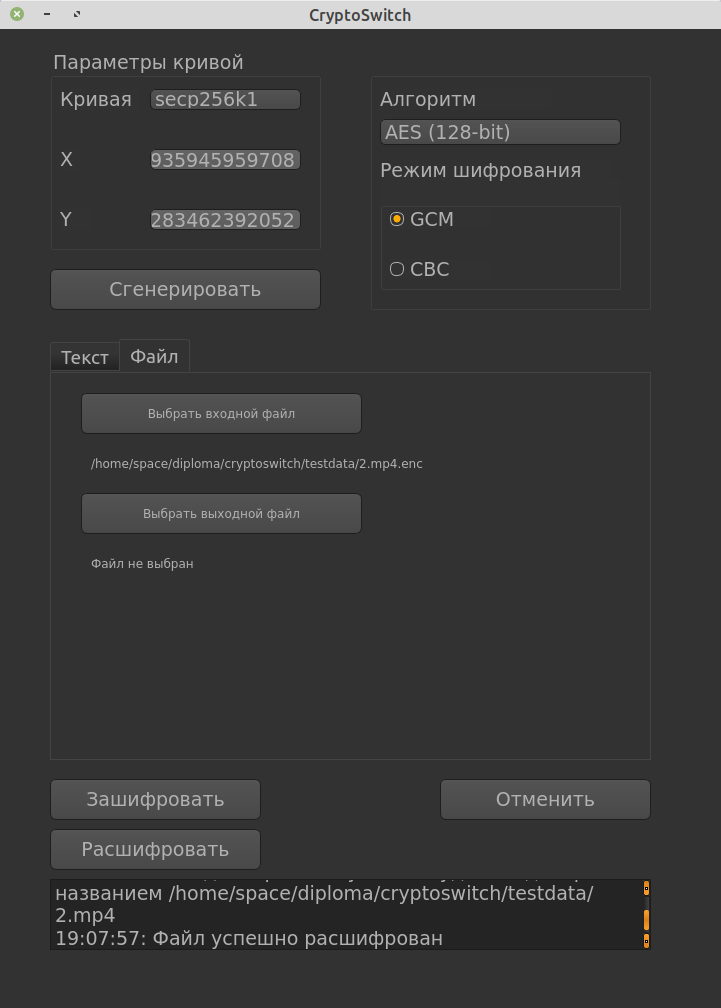 CryptoSwitch
Параметры кривой
Кривая
secp256k1
X
935945959708
Y
283462392052
Сгенерировать
Алгоритм
AES (128-bit)
Режим шифрования
GCM
CBC
Текст
Файл
Выбрать входной файл
/home/space/diploma/cryptoswitch/testdata/2.mp4.enc
Выбрать выходной файл
Файл не выбран
Зашифровать
Отменить
Расшифровать
названием /home/space/diploma/cryptoswitch/testdata/
2.mp4
19:07:57: Файл успешно расшифрован